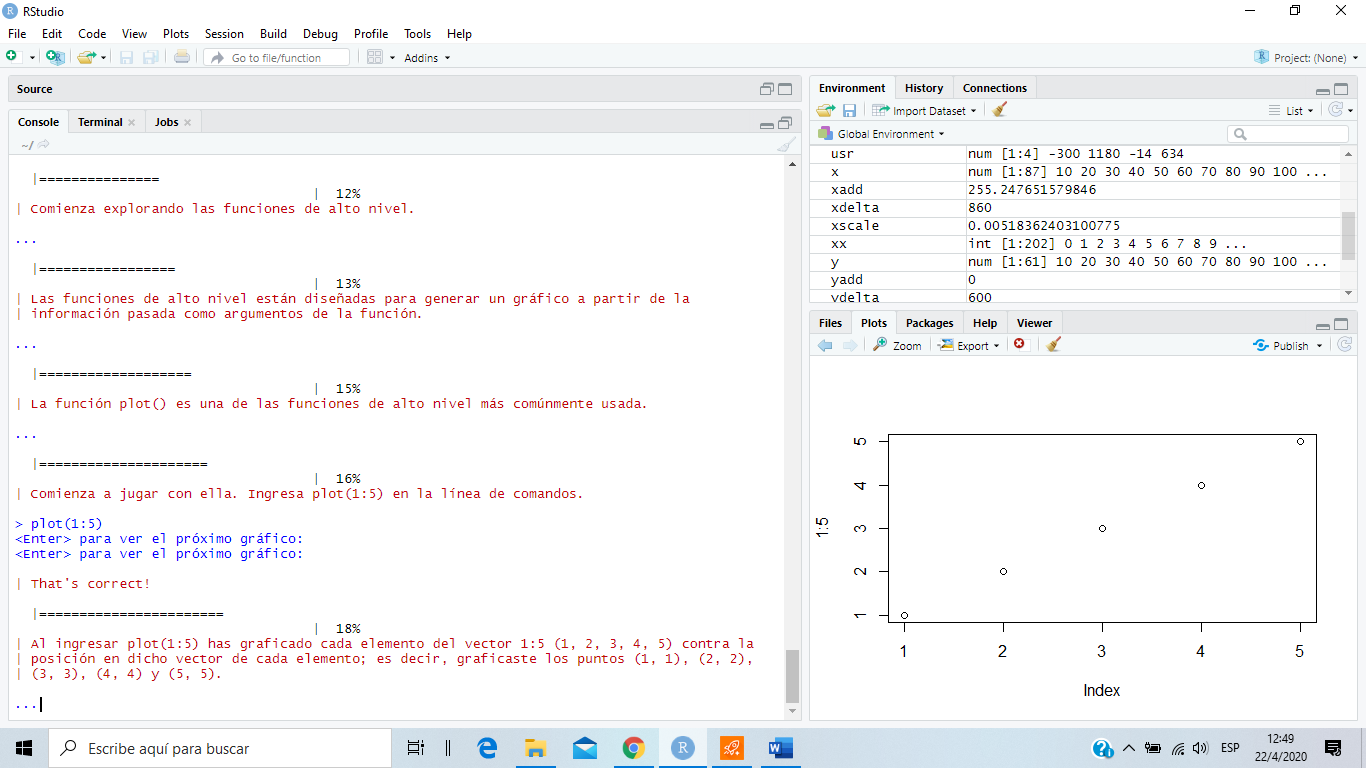 RStudio
File Edit Code View Plots Session Build Debug Profile Tools Help
Go to file/function Addins Project: (None)
Source
Console Terminal Jobs
~/
|===============
| 12%
| Comienza explorando las funciones de alto nivel.
...
|=================
| 13%
| Las funciones de alto nivel están diseñadas para generar un gráfico a partir de la
| información pasada como argumentos de la función.
...
|===================
| 15%
| La función plot() es una de las funciones de alto nivel más comúnmente usada.
...
|=====================
| 16%
| Comienza a jugar con ella. Ingresa plot(1:5) en la línea de comandos.
> plot(1:5)
<Enter> para ver el próximo gráfico:
<Enter> para ver el próximo gráfico:
| That's correct!
|=======================
| 18%
| Al ingresar plot(1:5) has graficado cada elemento del vector 1:5 (1, 2, 3, 4, 5) contra la
| posición en dicho vector de cada elemento; es decir, graficaste los puntos (1, 1), (2, 2),
| (3, 3), (4, 4) y (5, 5).
...
Environment History Connections
Import Dataset List
Global Environment
usr num [1:4] -300 1180 -14 634
x num [1:87] 10 20 30 40 50 60 70 80 90 100 ...
xadd 255.247651579846
xdelta 860
xscale 0.00518362403100775
xx int [1:202] 0 1 2 3 4 5 6 7 8 9 ...
y num [1:61] 10 20 30 40 50 60 70 80 90 100 ...
yadd 0
ydelta 600
Files Plots Packages Help Viewer
Zoom Export Publish
5
4
3
2
1
1:5
1 2 3 4 5
Index
Escribe aquí para buscar
ESP
12:49
22/4/2020